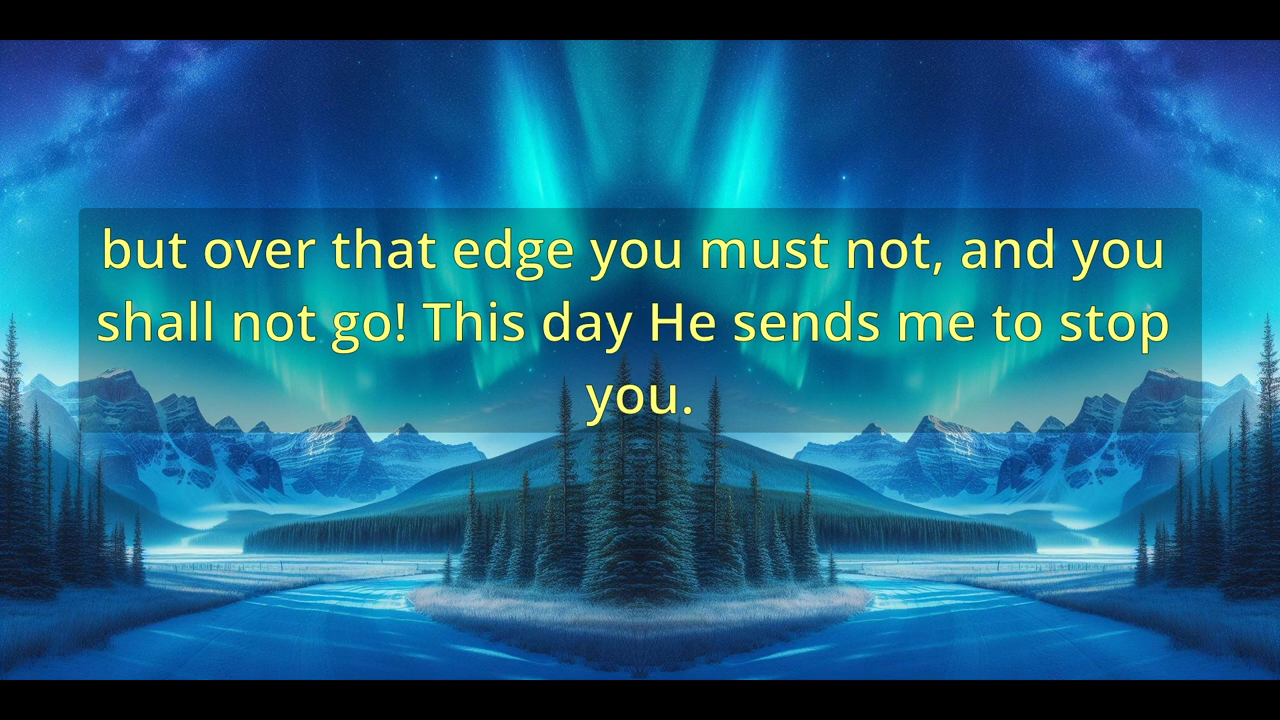 but over that edge you must not, and you
shall not go! This day He sends me to stop
you.